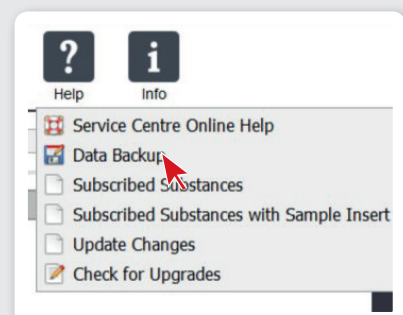 ?
i
Help
Info
Service Centre Online Help
Data Backup
Subscribed Substances
Subscribed Substances with Sample Insert
Update Changes
Check for Upgrades